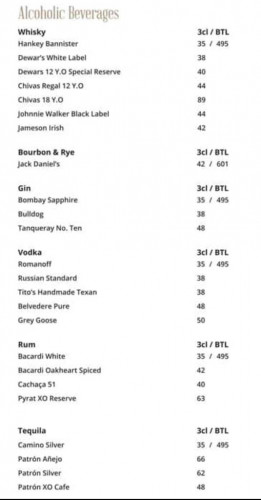 Alcoholic Beverages
Whisky 3cl / BTL
Hankey Bannister 35 / 495
Dewar's White Label 38
Dewars 12 Y.O Special Reserve 40
Chivas Regal 12 Y.O 44
Chivas 18 Y.O 89
Johnnie Walker Black Label 44
Jameson Irish 42
Bourbon & Rye 3cl / BTL
Jack Daniel's 42 / 601
Gin 3cl / BTL
Bombay Sapphire 35 / 495
Bulldog 38
Tanqueray No. Ten 48
Vodka 3cl / BTL
Romanoff 35 / 495
Russian Standard 38
Tito's Handmade Texan 38
Belvedere Pure 48
Grey Goose 50
Rum 3cl / BTL
Bacardi White 35 / 495
Bacardi Oakheart Spiced 42
Cachaça 51 40
Pyrat XO Reserve 63
Tequila 3cl / BTL
Camino Silver 35 / 495
Patrón Añejo 66
Patrón Silver 62
Patrón XO Cafe 48